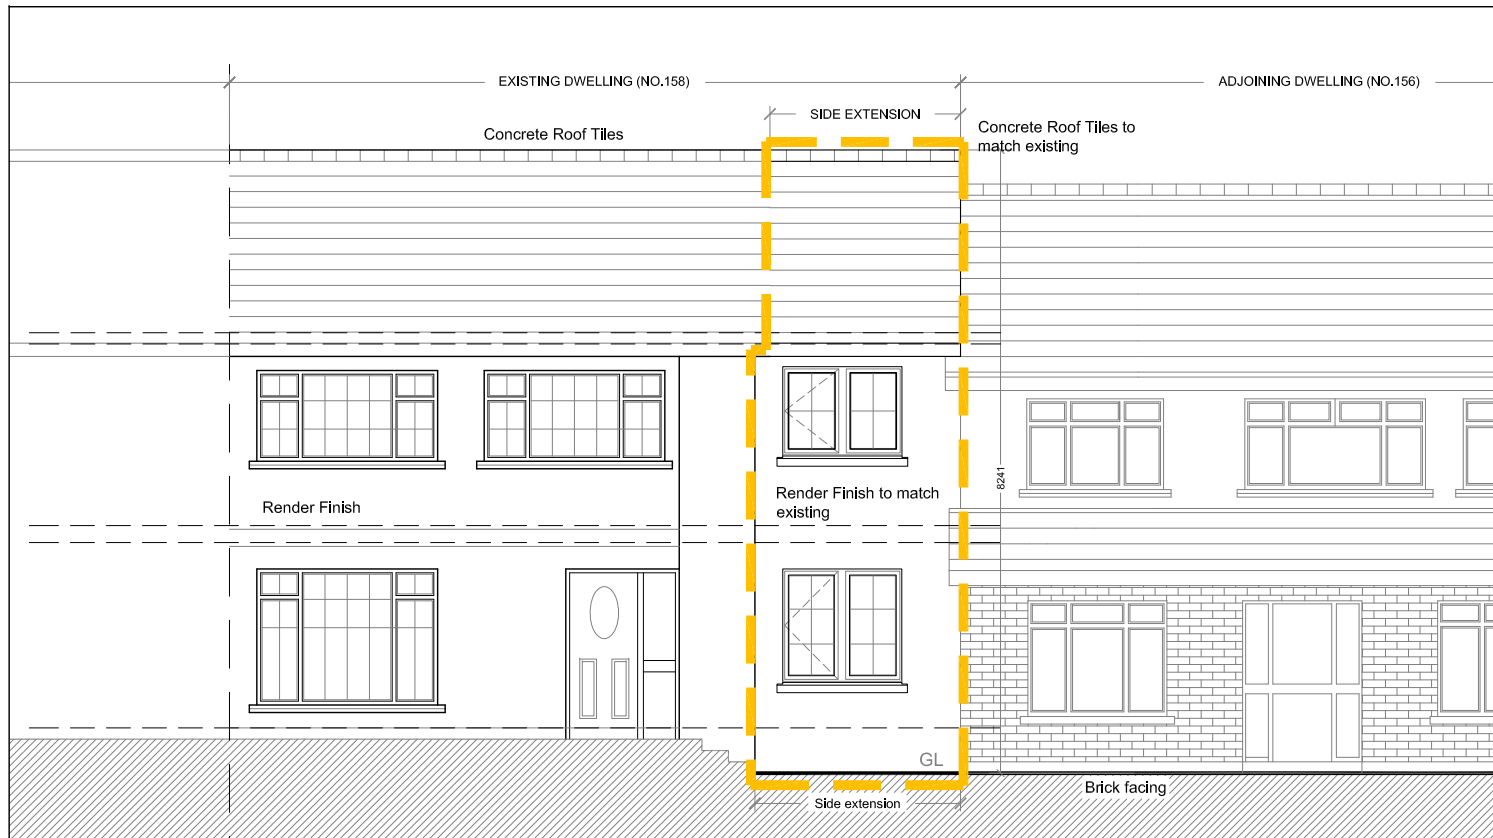 EXISTING DWELLING (NO.158)
ADJOINING DWELLING (NO.156)
SIDE EXTENSION
Concrete Roof Tiles
Concrete Roof Tiles to
match existing
8241
Render Finish
Render Finish to match
existing
GL
Brick facing
Side extension